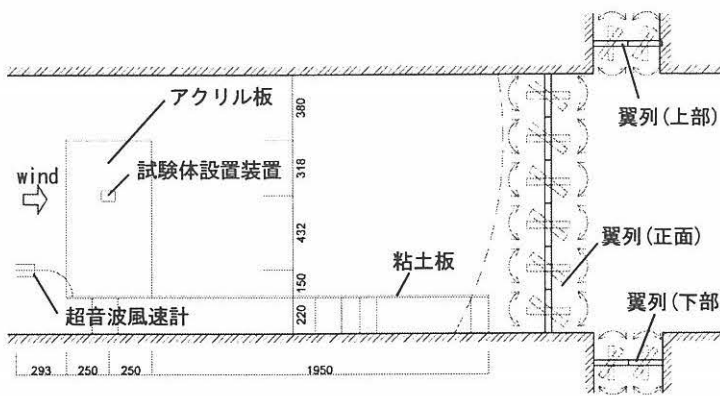 アクリル板
380
翼列(上部)
試験体設置装置
318
wind
432
翼列(正面)
粘土板
150
超音波風速計
220
翼列(下部
293
250
250
1950